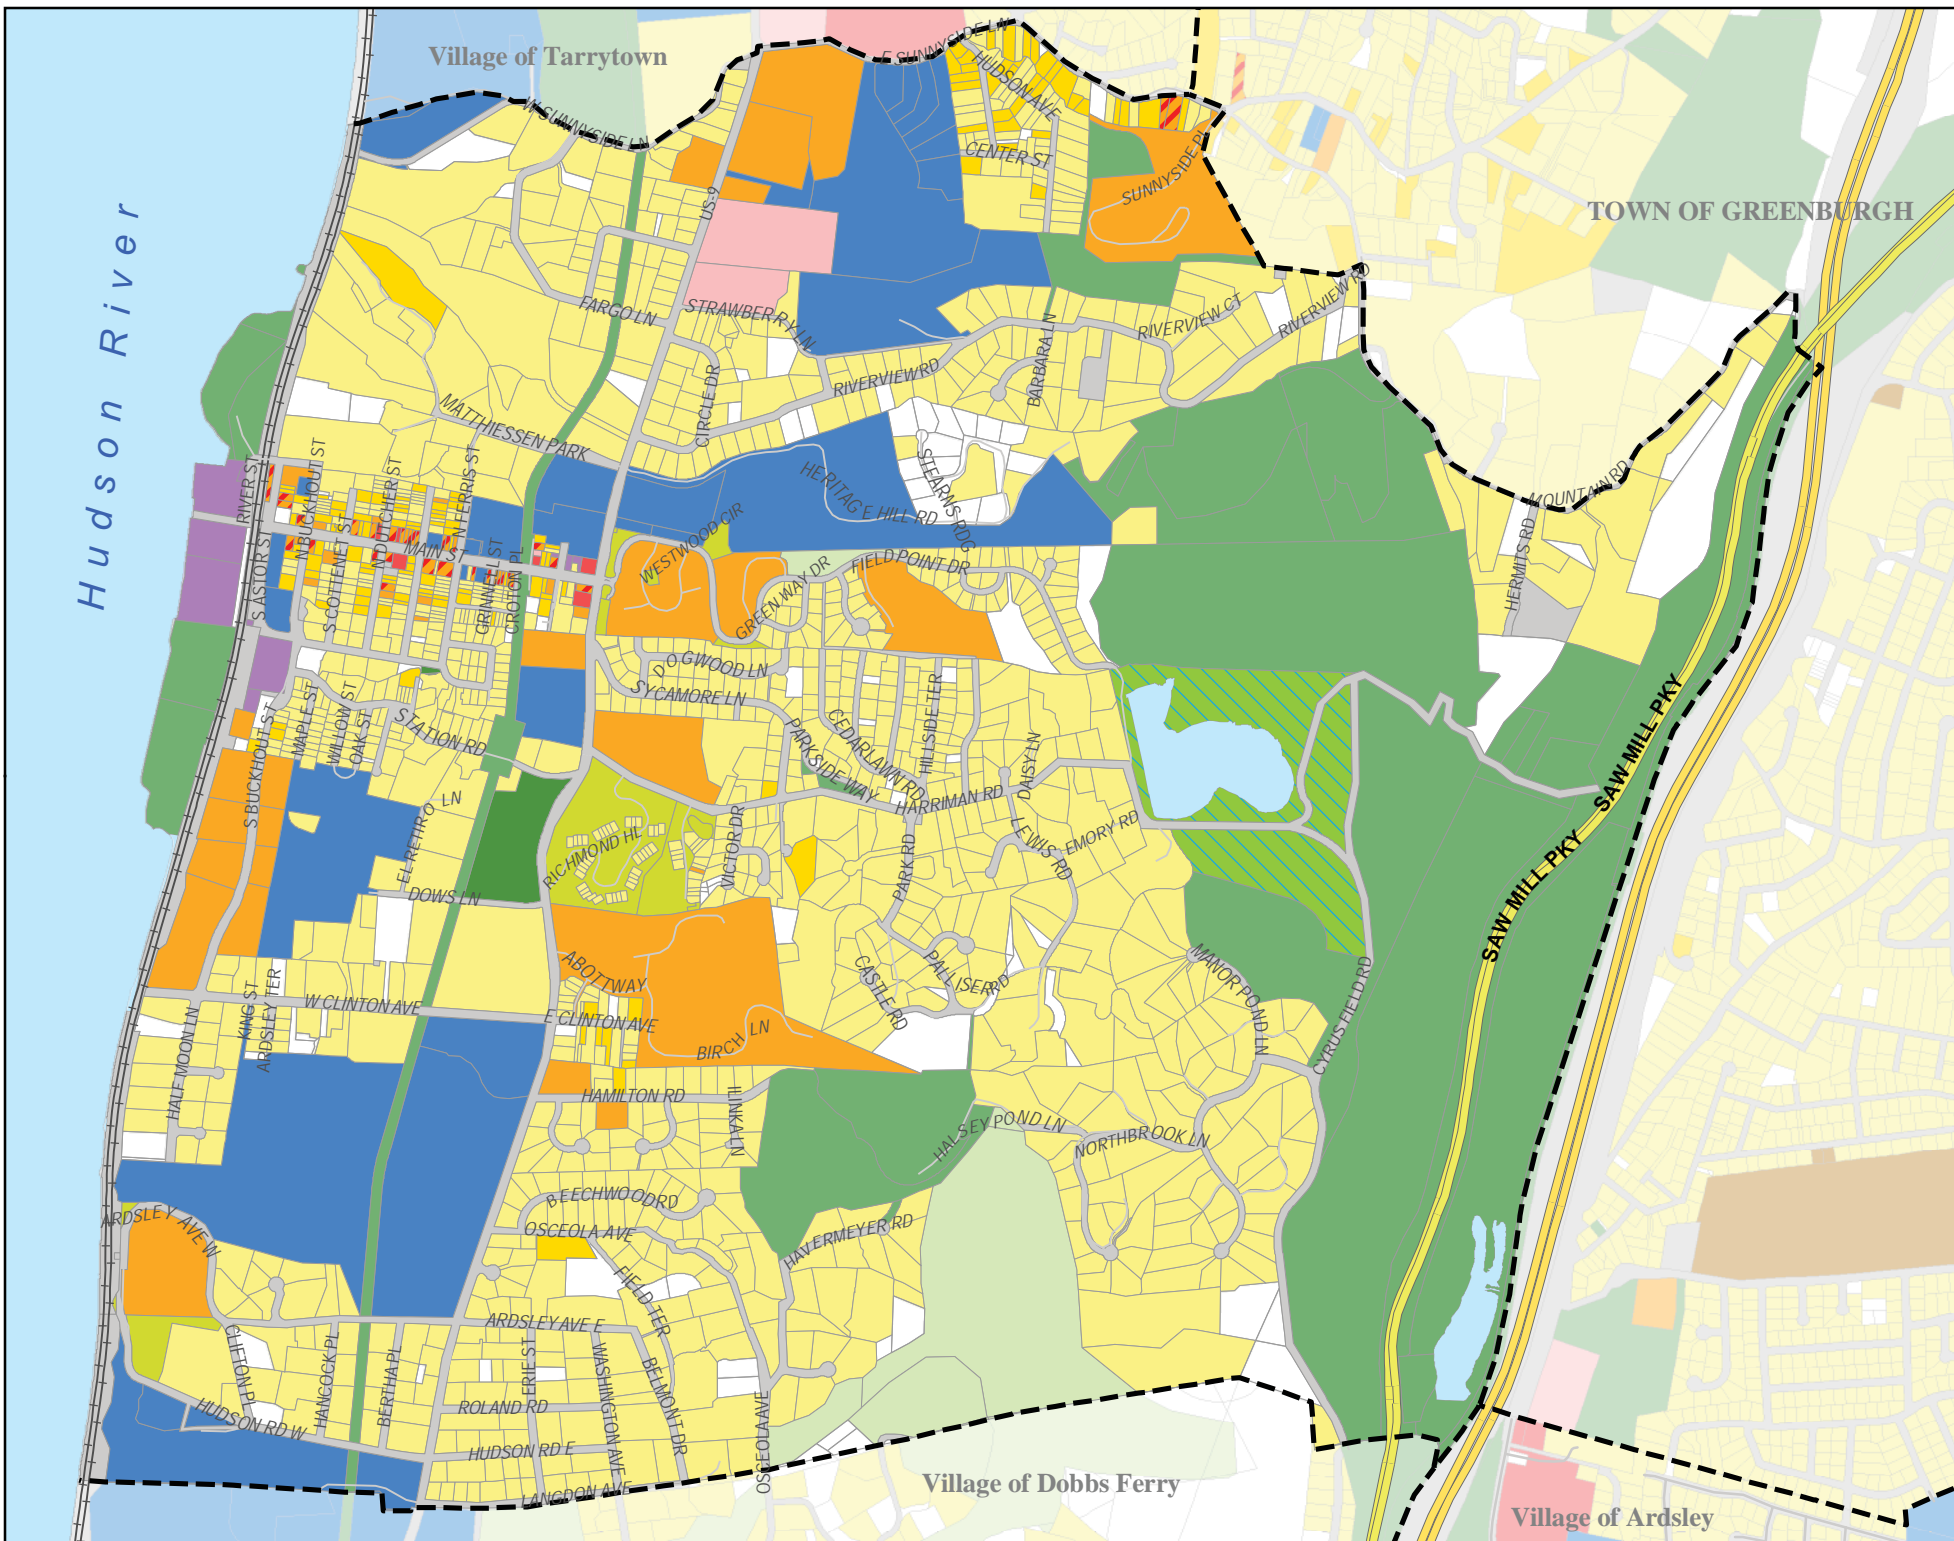 Village of Tarrytown
E SUNNYSIDE LN
HUDSON AVE
W SUNNYSIDE LN
CENTER ST
SUNNYSIDE PL
US-9
TOWN OF GREENBURGH
Hudson River
FARGO LN
STRAWBERRY LN
RIVERVIEW CT
RIVERVIEW RD
BARBARA LN
RIVERVIEW RD
CIRCLE DR
MATTHIESSEN PARK
HERITAGE HILL RD
STEARNS RDG
MOUNTAIN RD
RIVER ST
N BUCKHOUT ST
N DUTCHER ST
N FERRIS ST
WESTWOOD CIR
MAIN ST
S ASTOR ST
S COTTENET ST
GRINNELL ST
CROTON PL
FIELDPOINT DR
GREEN WAY DR
HERMITS RD
DOGWOOD LN
SYCAMORE LN
MAPLE ST
WILLOW ST
OAK ST
STATION RD
S BUCKHOUT ST
PARKSIDE WAY
CEDARLAWN RD
HILLSIDE TER
DAISY LN
HARRIMAN RD
SAW MILL PKY
SAW MILL PKY
EL RETIRO LN
RICHMOND HL
VICTOR DR
PARK RD
LEWIS RD
EMORY RD
DOWS LN
ABOTTWAY
CASTLE RD
PALLISER RD
MANOR POND LN
CYRUS FIELD RD
W CLINTON AVE
KING ST
ARDSLEY TER
E CLINTON AVE
BIRCH LN
HALF MOON LN
HAMILTON RD
ILINKA LN
HALSEY POND LN
NORTHBROOK LN
BEECHWOOD RD
OSCEOLA AVE
HAVERMEYER RD
ARDSLEY AVE W
FIELD TER
CLIFTON PL
HANCOCK PL
BERTHA PL
ARDSLEY AVE E
ERIE ST
WASHINGTON AVE
BELMONT DR
OSCEOLA AVE
HUDSON RD W
ROLAND RD
HUDSON RD E
LANGDON AVE
Village of Dobbs Ferry
Village of Ardsley